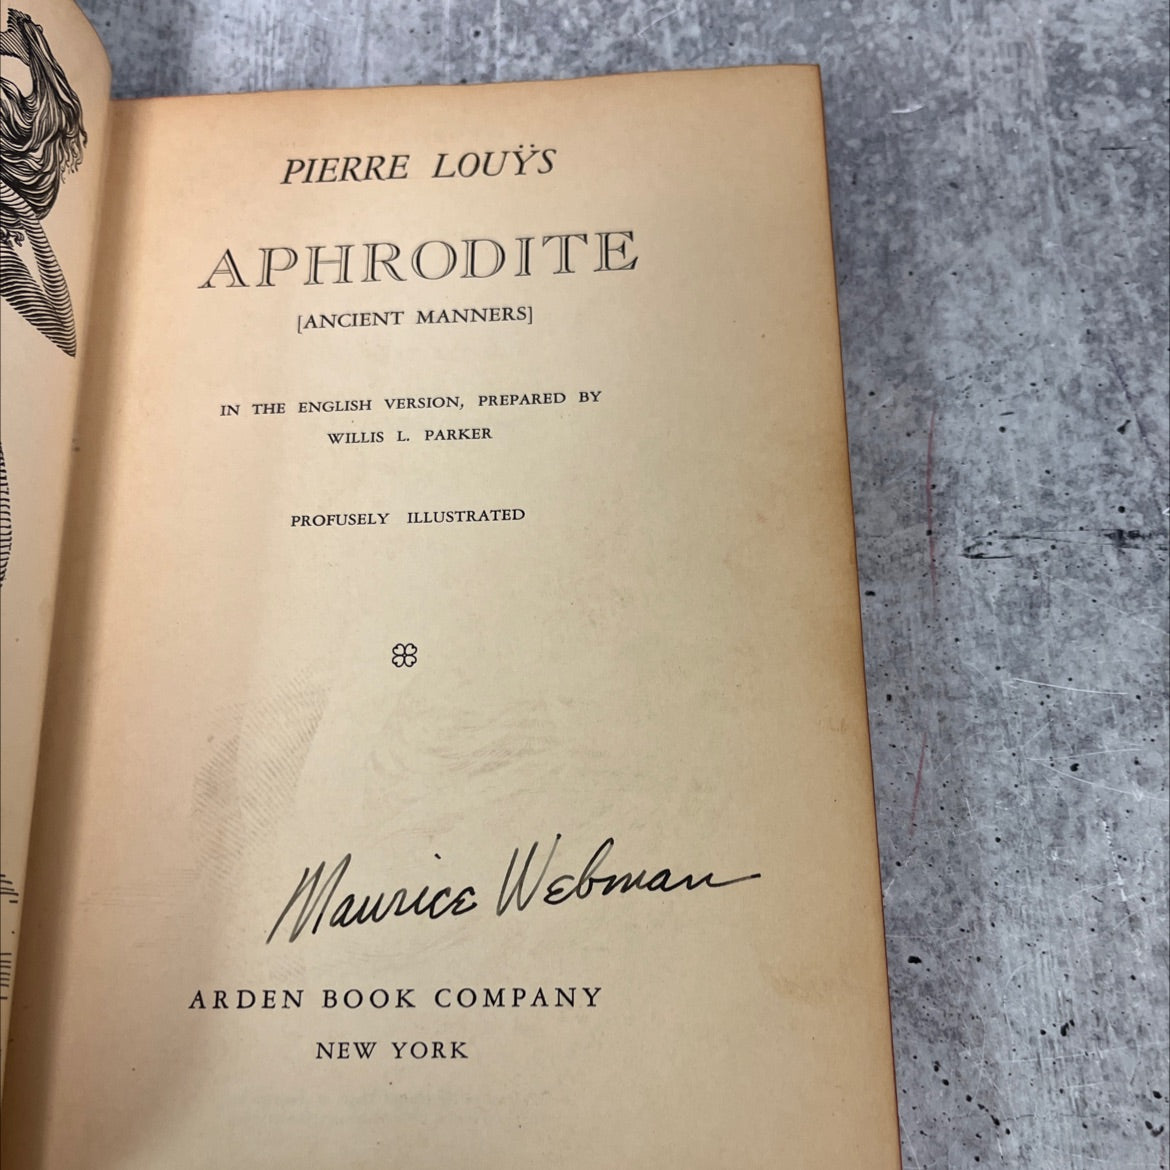 PIERRE LOUŸS
APHRODITE
[ANCIENT MANNERS]
IN THE ENGLISH VERSION, PREPARED BY
WILLIS L. PARKER
PROFUSELY ILLUSTRATED
Maurice Webman
ARDEN BOOK COMPANY
NEW YORK